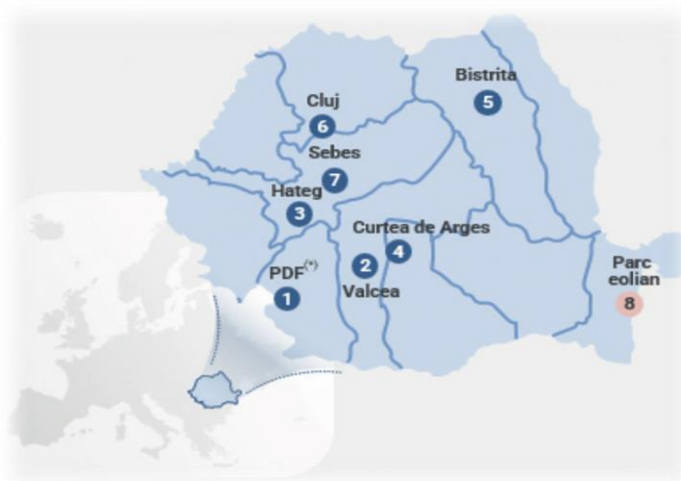 Bistrita
5
Cluj
6
Sebes
7
Hateg
3
Curtea de Arges
4
2
Valcea
PDF(*)
1
Parc
eolian
8